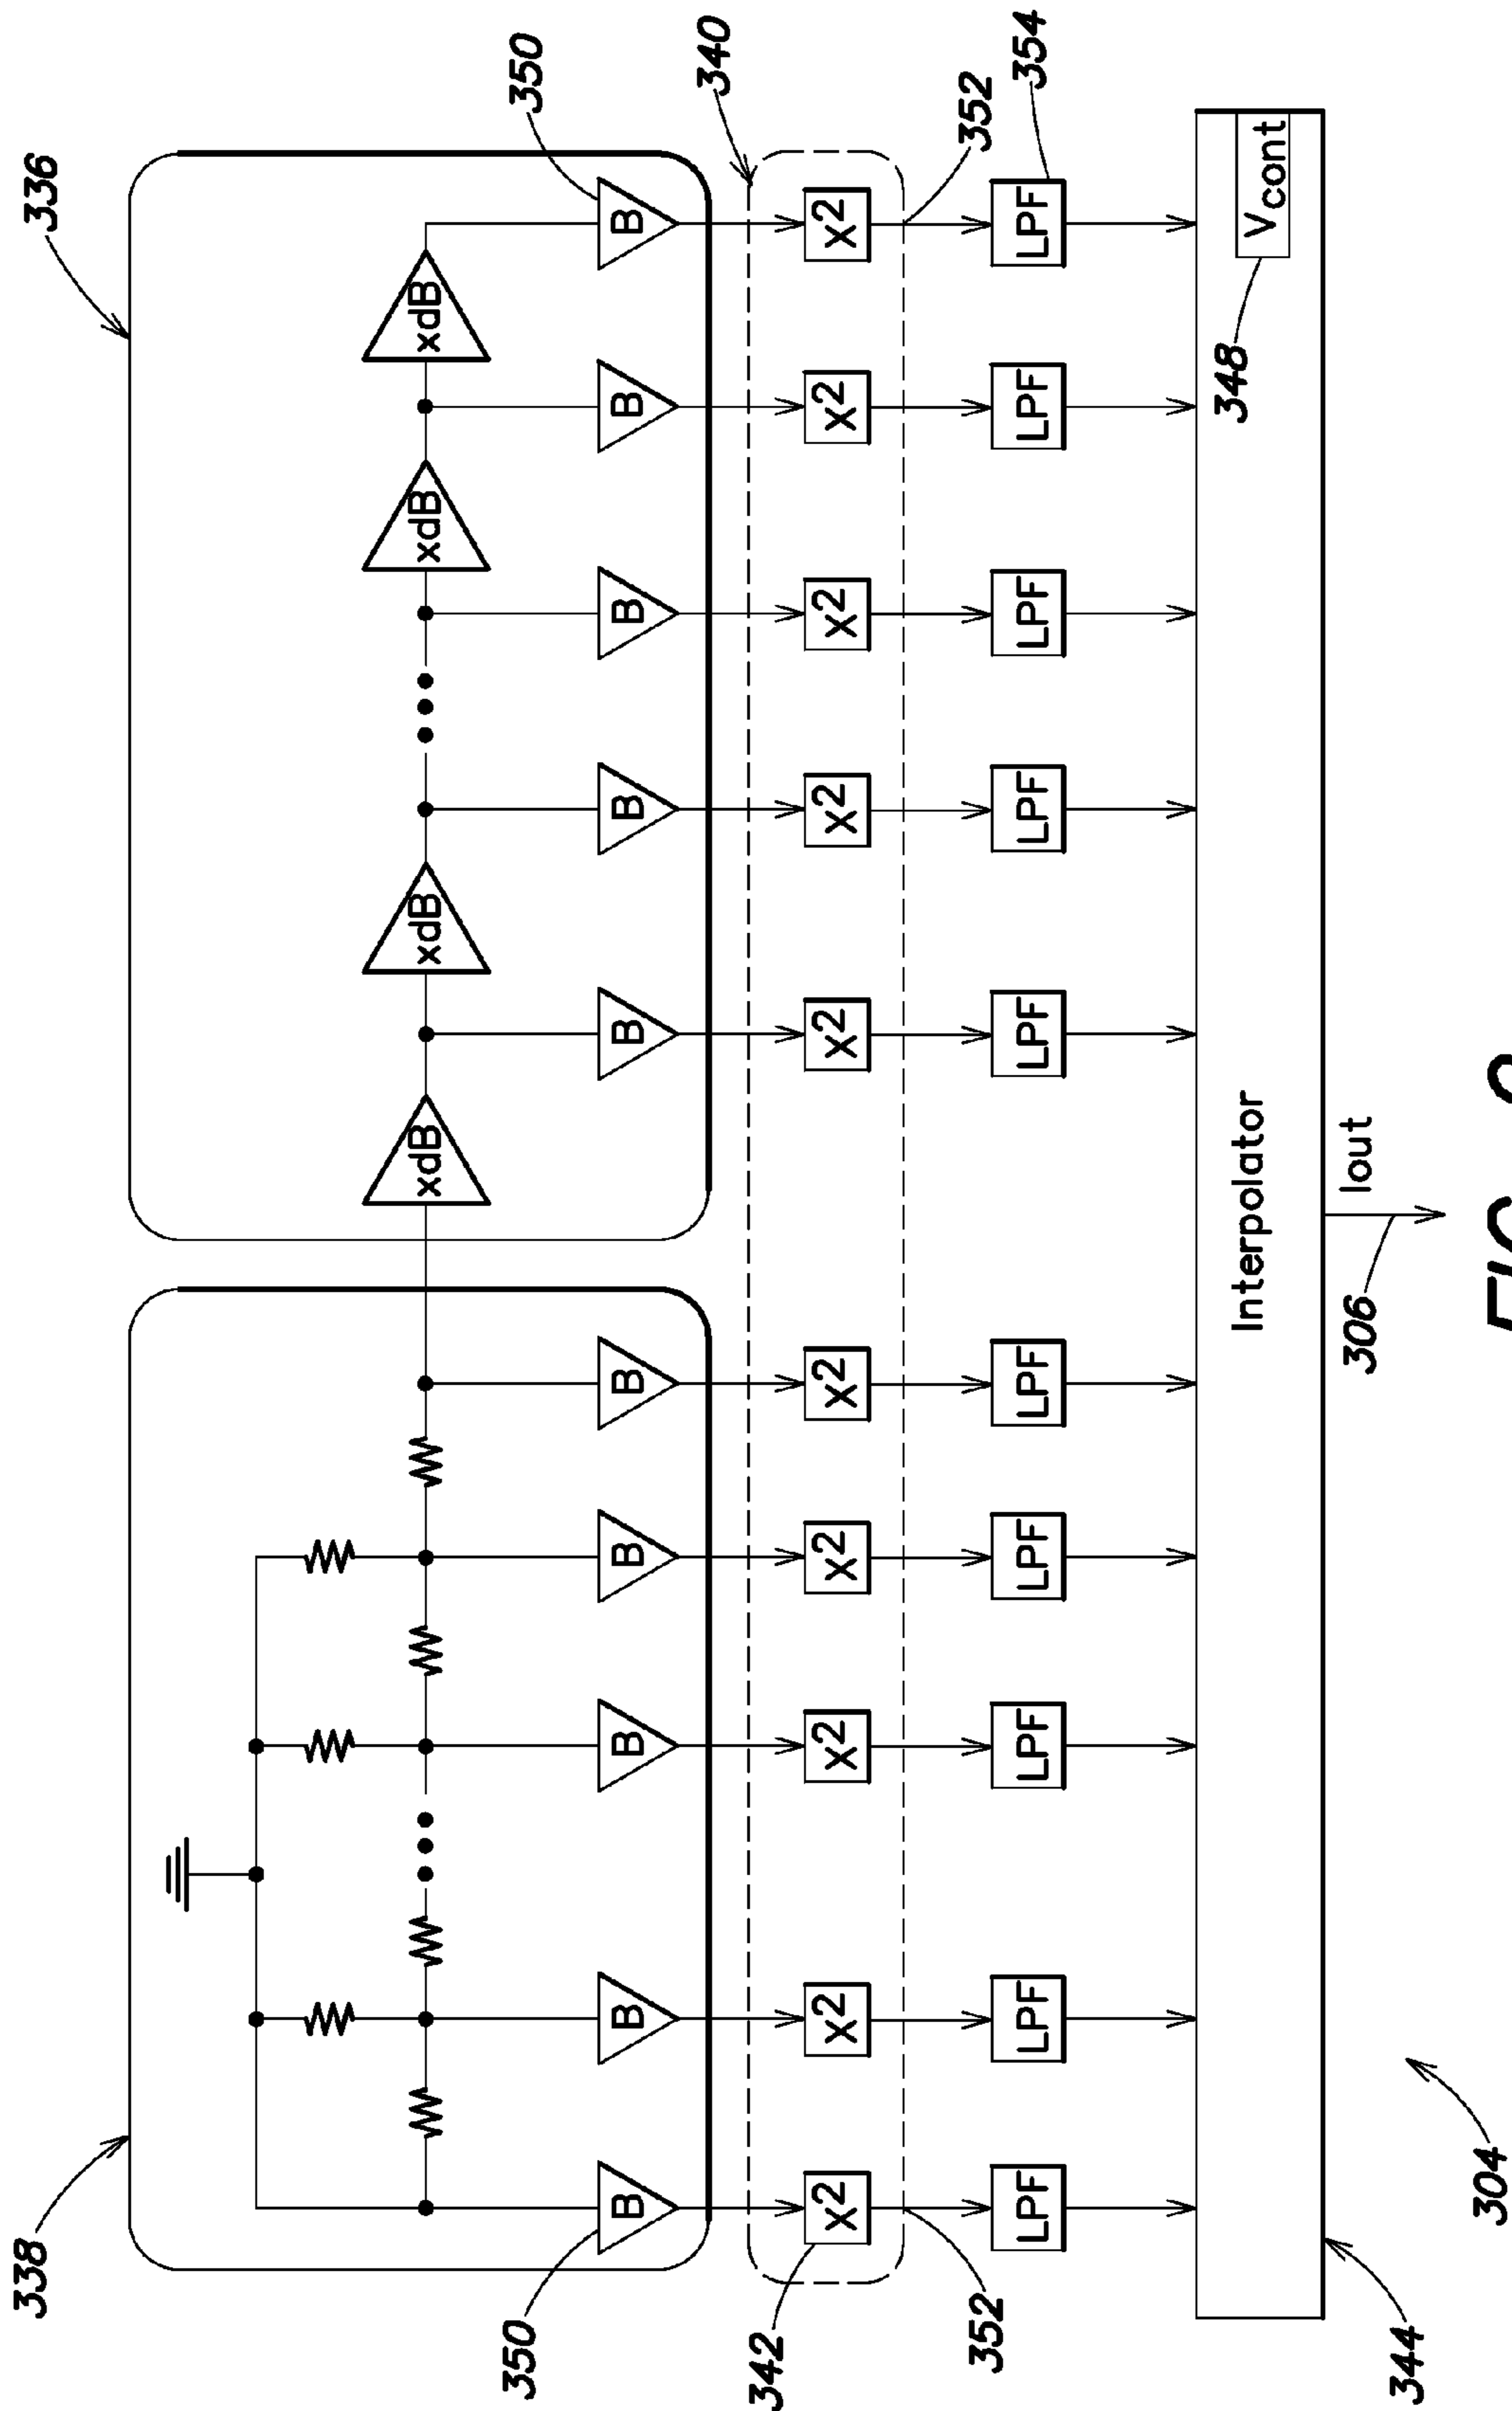 338
336
xdB
xdB
xdB
xdB
350
B
B
B
B
B
B
B
B
B
B
350
340
342
x2
x2
x2
x2
x2
x2
x2
x2
x2
x2
352
352
LPF
LPF
LPF
LPF
LPF
LPF
LPF
LPF
LPF
LPF
354
Interpolator
348
Vcont
344
304
306
Iout